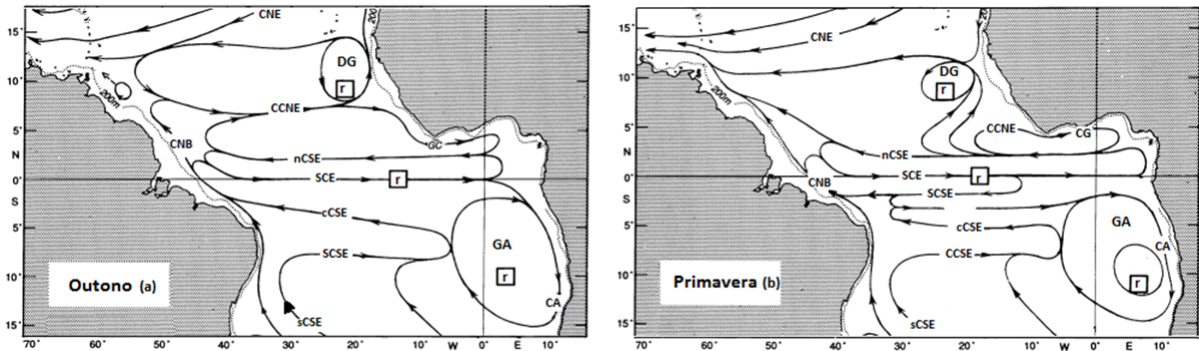 CNE
15°
200
DG
r
10°
200m
CCNE
5°
CNB
GC
N
nCSE
0°
SCE
r
S
cCSE
5°
GA
SCSE
10°
r
Outono (a)
CA
sCSE
15°
70°
60°
50°
40°
30°
20°
10°
W
0°
E
10°
200
CNE
15°
DG
10°
r
200m
CCNE
CG
5°
N
nCSE
0°
CNB
SCE
r
SCSE
S
5°
GA
cCSE
CA
CCSE
10°
r
Primavera (b)
sCSE
15°
70°
60°
50°
40°
30°
20°
10°
W
0°
E
10°